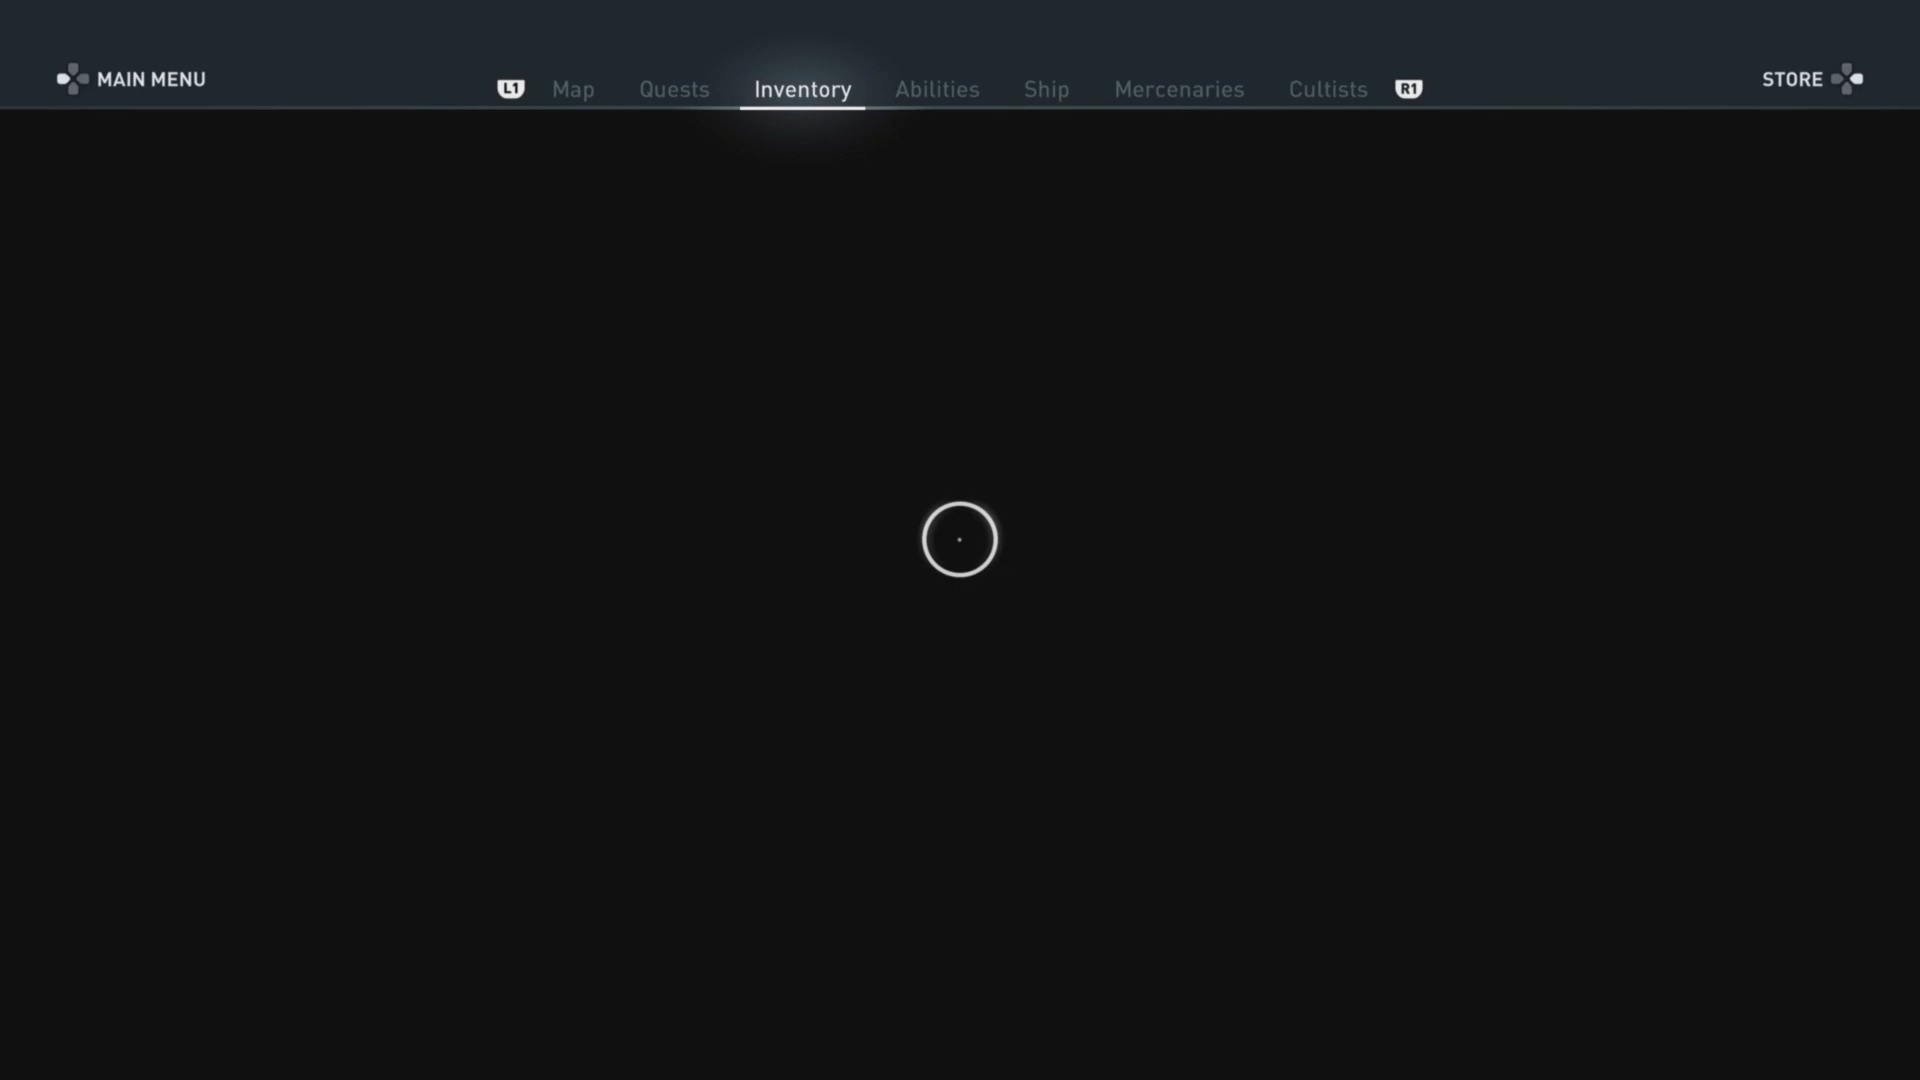 MAIN MENU
L1 Map Quests Inventory Abilities Ship Mercenaries Cultists R1
STORE